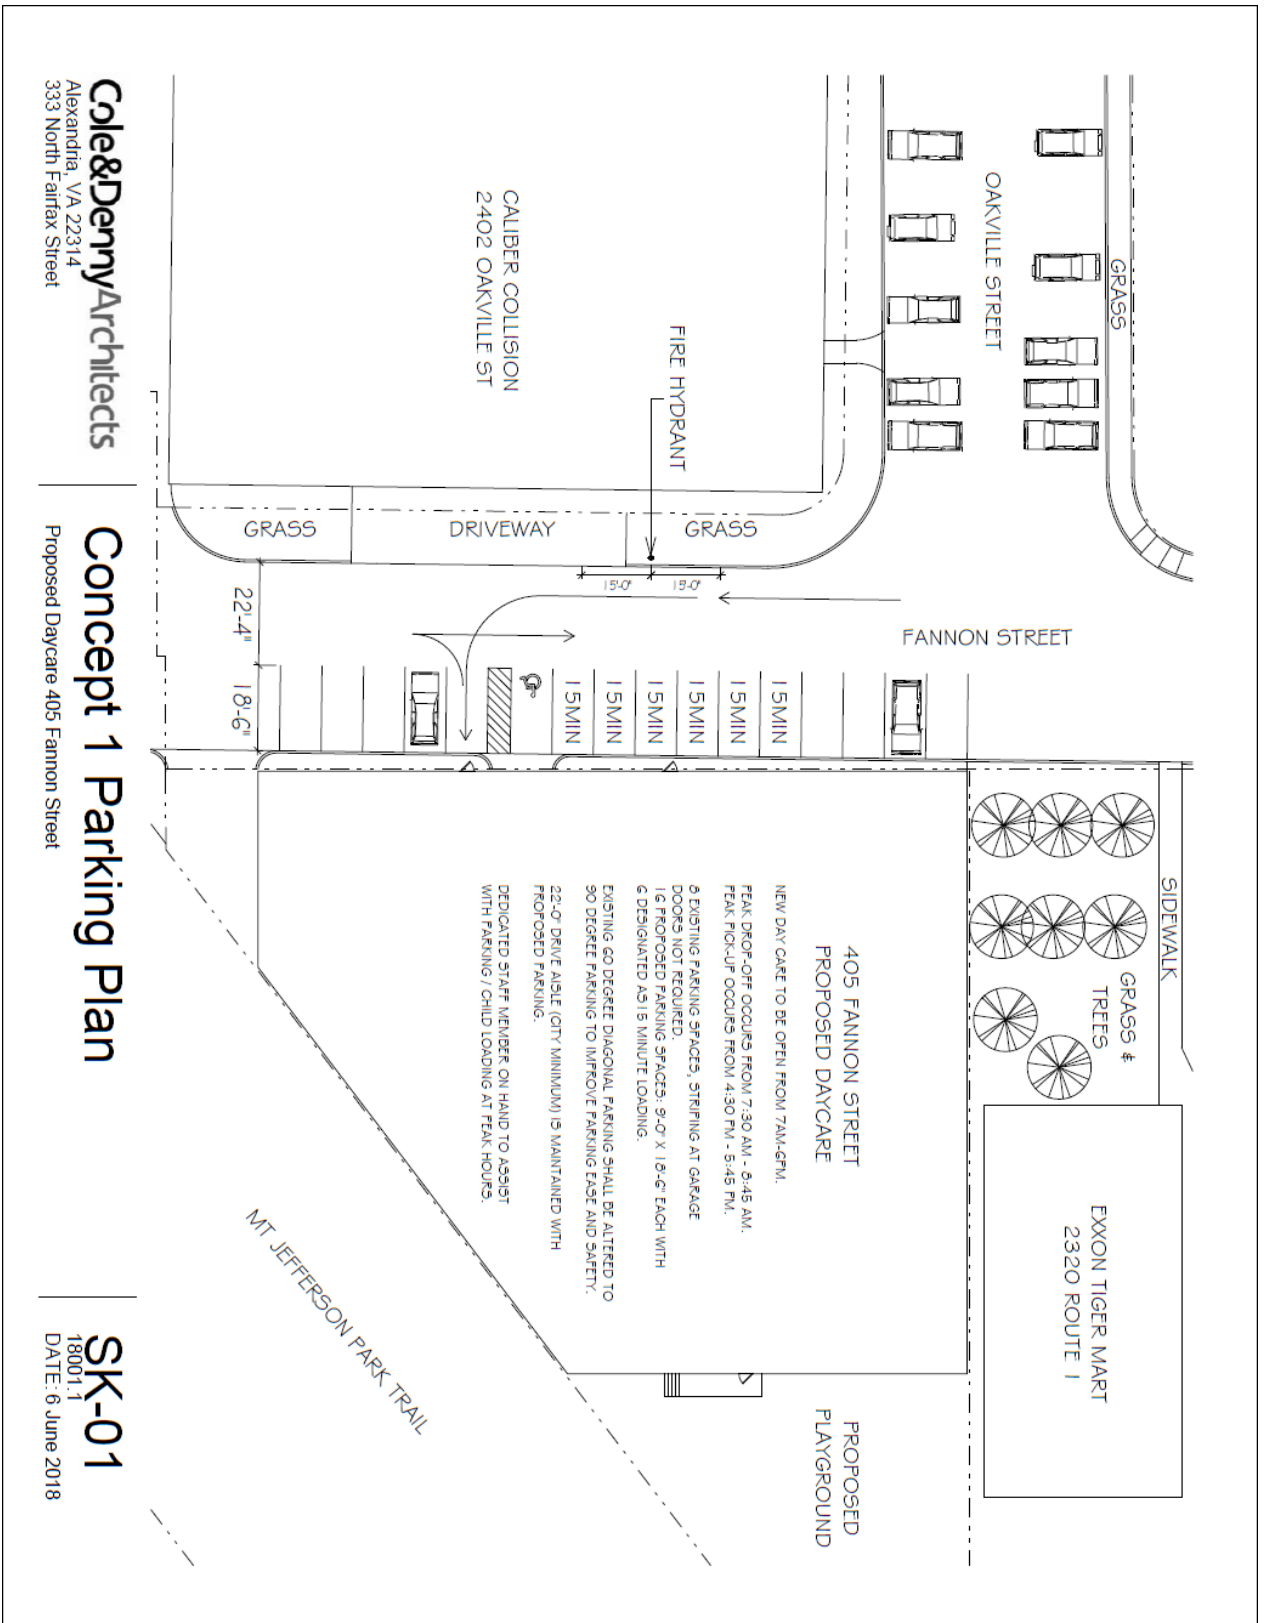 GRASS
OAKVILLE STREET
CALIBER COLLISION
2402 OAKVILLE ST
FIRE HYDRANT
GRASS
DRIVEWAY
GRASS
15'-0"
15'-0"
FANNON STREET
22'-4"
18'-6"
15MIN
15MIN
15MIN
15MIN
15MIN
15MIN
SIDEWALK
GRASS &
TREES
EXXON TIGER MART
2320 ROUTE 1
405 FANNON STREET
PROPOSED DAYCARE
NEW DAY CARE TO BE OPEN FROM 7AM-6PM.
PEAK DROP-OFF OCCURS FROM 7:30 AM - 8:45 AM.
PEAK PICK-UP OCCURS FROM 4:30 PM - 5:45 PM.
8 EXISTING PARKING SPACES, STRIPING AT GARAGE
DOORS NOT REQUIRED.
16 PROPOSED PARKING SPACES: 9'-0" X 18'-6" EACH WITH
6 DESIGNATED AS 15 MINUTE LOADING.
EXISTING 60 DEGREE DIAGONAL PARKING SHALL BE ALTERED TO
90 DEGREE PARKING TO IMPROVE PARKING EASE AND SAFETY.
22'-0" DRIVE AISLE (CITY MINIMUM) IS MAINTAINED WITH
PROPOSED PARKING.
DEDICATED STAFF MEMBER ON HAND TO ASSIST
WITH PARKING / CHILD LOADING AT PEAK HOURS.
PROPOSED
PLAYGROUND
MT JEFFERSON PARK TRAIL
Cole&DennyArchitects
Alexandria, VA 22314
333 North Fairfax Street
Concept 1 Parking Plan
Proposed Daycare 405 Fannon Street
SK-01
18001.1
DATE: 6 June 2018